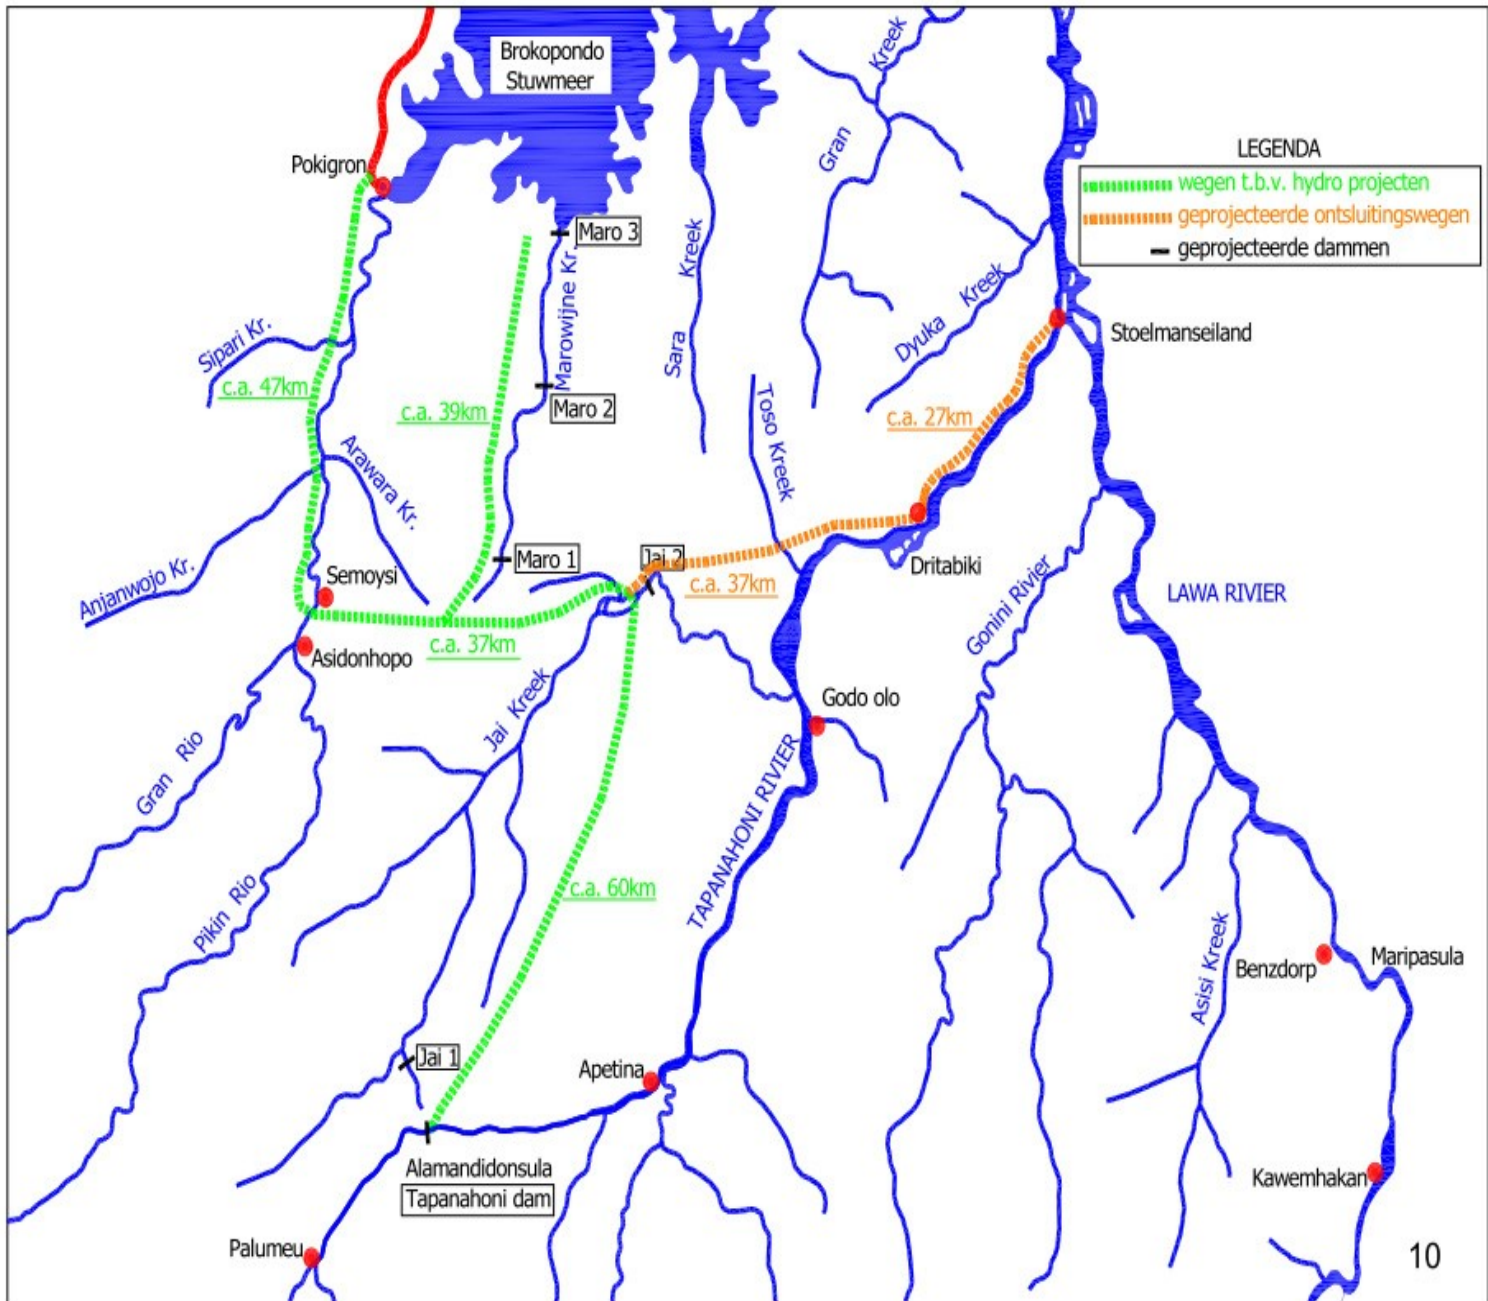 Brokopondo
Stuwmeer
Kreek
Gran
LEGENDA
wegen t.b.v. hydro projecten
geprojecteerde ontsluitingswegen
geprojecteerde dammen
Pokigron
Maro 3
Marowijne Kr.
Sara Kreek
Dyuka Kreek
Stoelmanseiland
Sipari Kr.
c.a. 47km
c.a. 39km
Maro 2
Toso Kreek
c.a. 27km
Arawara Kr.
Anjanwojo Kr.
Semoysi
Maro 1
Jai 2
c.a. 37km
Dritabiki
Gonini Rivier
LAWA RIVIER
Asidonhopo
c.a. 37km
Jai Kreek
Godo olo
Gran Rio
TAPANAHONI RIVIER
c.a. 60km
Pikin Rio
Asisi Kreek
Benzdorp
Maripasula
Jai 1
Apetina
Alamandidonsula
Tapanahoni dam
Kawemhakan
Palumeu
10